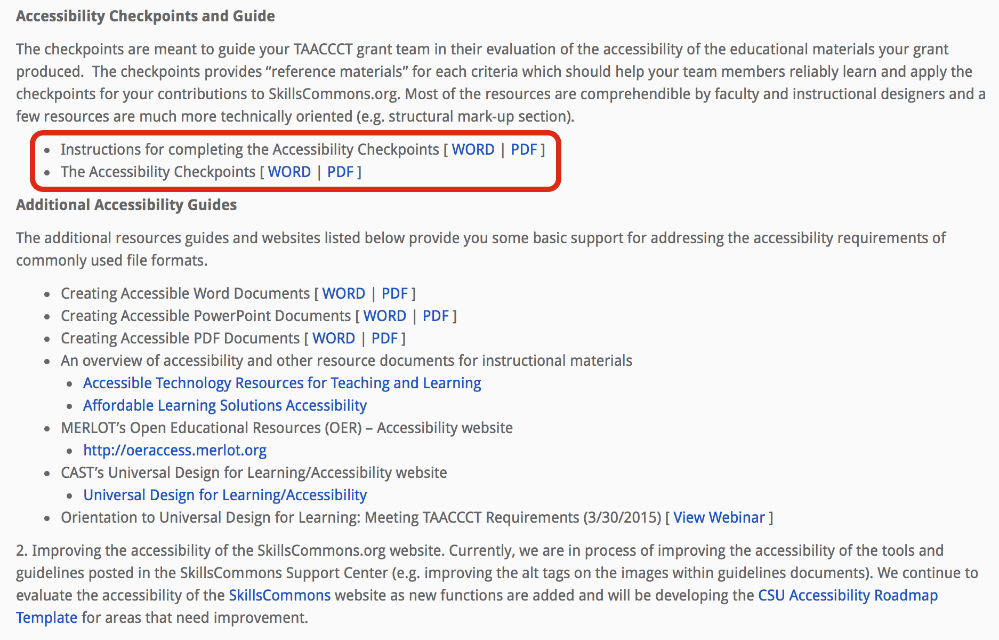 Accessibility Checkpoints and Guide
The checkpoints are meant to guide your TAACCCT grant team in their evaluation of the accessibility of the educational materials your grant
produced.  The checkpoints provides “reference materials” for each criteria which should help your team members reliably learn and apply the
checkpoints for your contributions to SkillsCommons.org. Most of the resources are comprehendible by faculty and instructional designers and a
few resources are much more technically oriented (e.g. structural mark-up section).
• Instructions for completing the Accessibility Checkpoints [ WORD | PDF ]
• The Accessibility Checkpoints [ WORD | PDF ]
Additional Accessibility Guides
The additional resources guides and websites listed below provide you some basic support for addressing the accessibility requirements of
commonly used file formats.
• Creating Accessible Word Documents [ WORD | PDF ]
• Creating Accessible PowerPoint Documents [ WORD | PDF ]
• Creating Accessible PDF Documents [ WORD | PDF ]
• An overview of accessibility and other resource documents for instructional materials
• Accessible Technology Resources for Teaching and Learning
• Affordable Learning Solutions Accessibility
• MERLOT’s Open Educational Resources (OER) – Accessibility website
• http://oeraccess.merlot.org
• CAST’s Universal Design for Learning/Accessibility website
• Universal Design for Learning/Accessibility
• Orientation to Universal Design for Learning: Meeting TAACCCT Requirements (3/30/2015) [ View Webinar ]
2. Improving the accessibility of the SkillsCommons.org website. Currently, we are in process of improving the accessibility of the tools and
guidelines posted in the SkillsCommons Support Center (e.g. improving the alt tags on the images within guidelines documents). We continue to
evaluate the accessibility of the SkillsCommons website as new functions are added and will be developing the CSU Accessibility Roadmap
Template for areas that need improvement.